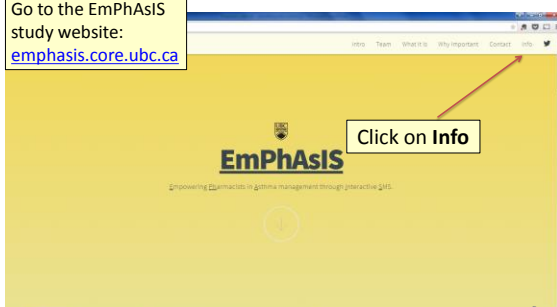 Go to the EmPhAsIS
study website:
emphasis.core.ubc.ca
Intro Team What It Is Why Important Contact Info
Click on Info
UBC
EmPhAsIS
Empowering Pharmacists in Asthma management through Interactive SMS.